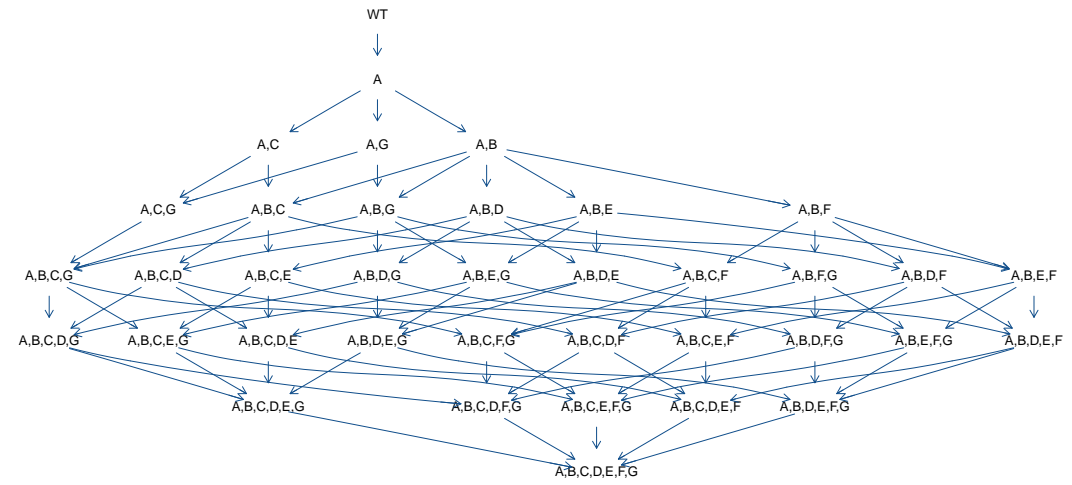 WT
A
A,C A,G A,B
A,C,G A,B,C A,B,G A,B,D A,B,E A,B,F
A,B,C,G A,B,C,D A,B,C,E A,B,D,G A,B,E,G A,B,D,E A,B,C,F A,B,F,G A,B,D,F A,B,E,F
A,B,C,D,G A,B,C,E,G A,B,C,D,E A,B,D,E,G A,B,C,F,G A,B,C,D,F A,B,C,E,F A,B,D,F,G A,B,E,F,G A,B,D,E,F
A,B,C,D,E,G A,B,C,D,F,G A,B,C,E,F,G A,B,C,D,E,F A,B,D,E,F,G
A,B,C,D,E,F,G